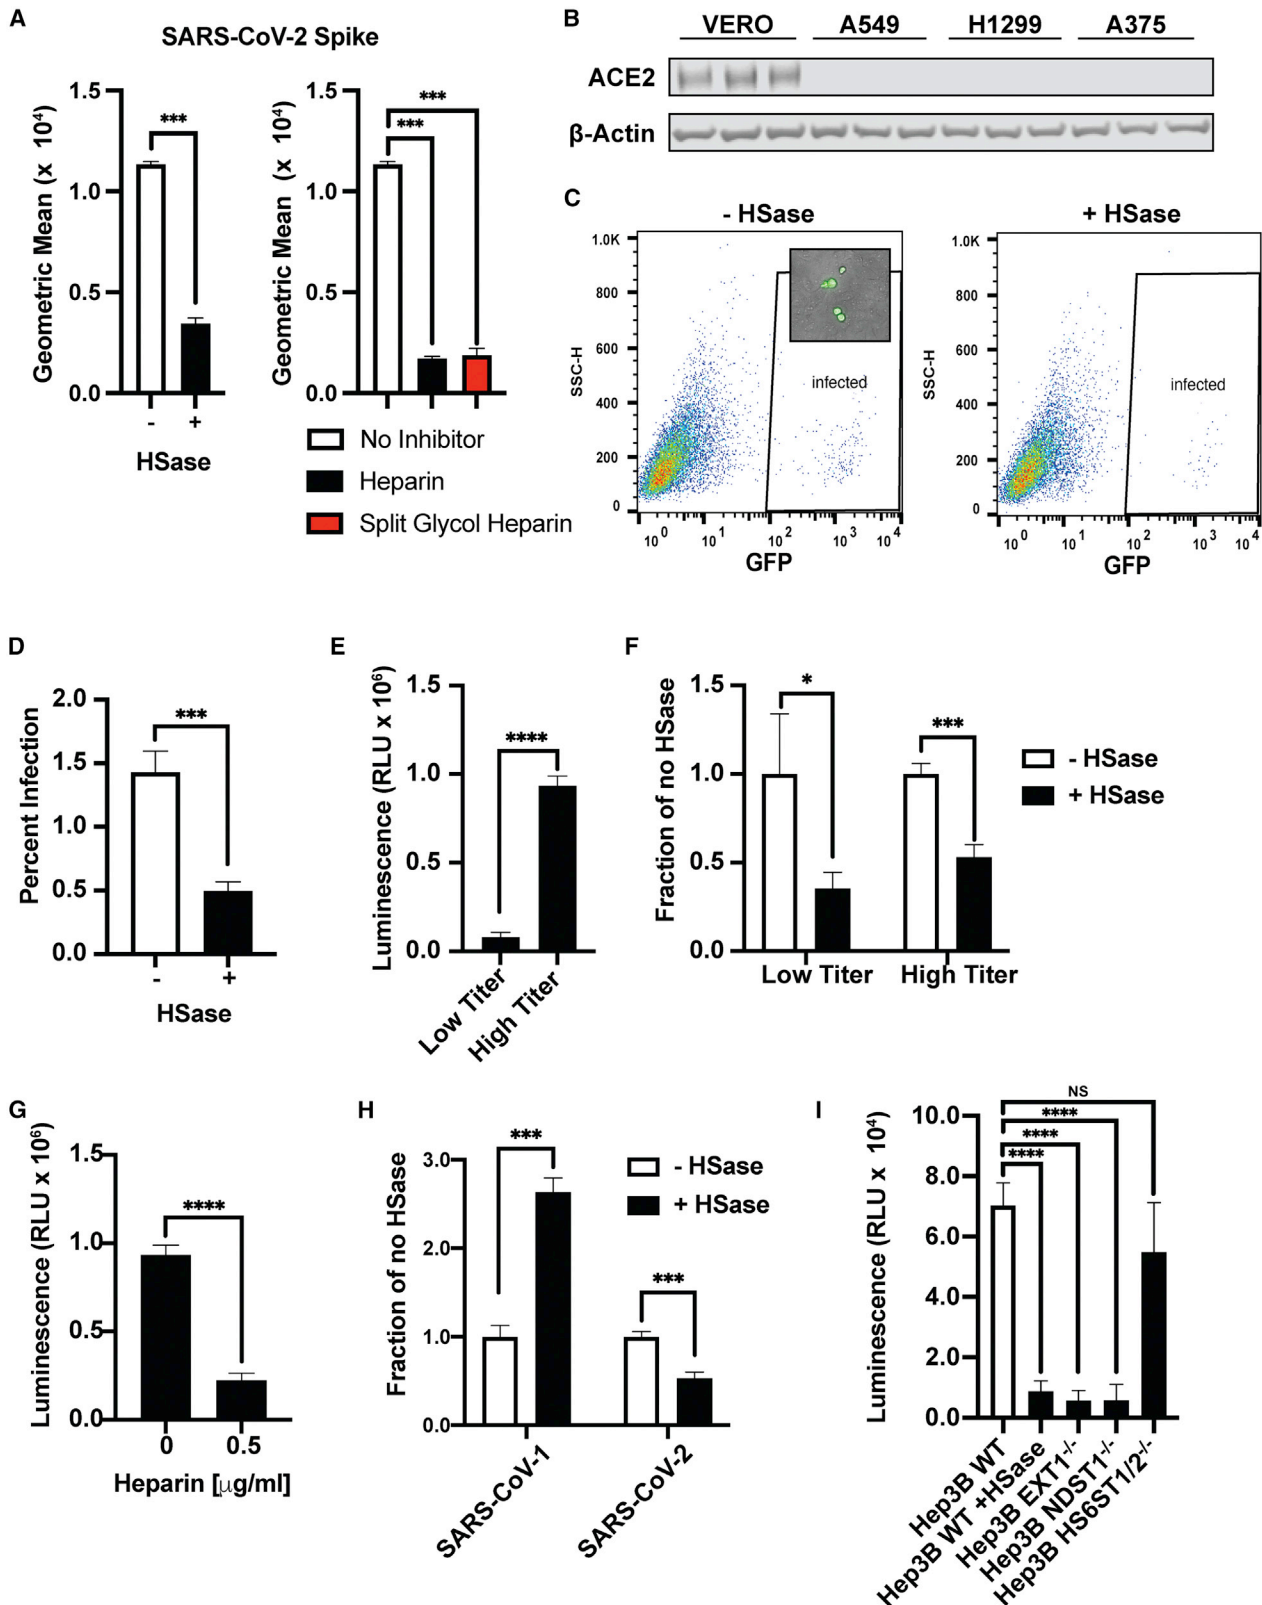 A
SARS-CoV-2 Spike
Geometric Mean (x 10⁴)
1.5
1.0
0.5
0.0
***
- +
HSase
Geometric Mean (x 10⁴)
1.5
1.0
0.5
0.0
***
***
No Inhibitor
Heparin
Split Glycol Heparin
B
VERO A549 H1299 A375
ACE2
β-Actin
C
- HSase
SSC-H
1.0K
800
600
400
200
0
infected
10⁰ 10¹ 10² 10³ 10⁴
GFP
+ HSase
SSC-H
1.0K
800
600
400
200
0
infected
10⁰ 10¹ 10² 10³ 10⁴
GFP
D
Percent Infection
2.0
1.5
1.0
0.5
0.0
***
- +
HSase
E
Luminescence (RLU x 10⁶)
1.5
1.0
0.5
0.0
****
Low Titer
High Titer
F
Fraction of no HSase
1.5
1.0
0.5
0.0
*
***
Low Titer High Titer
- HSase
+ HSase
G
Luminescence (RLU x 10⁶)
1.5
1.0
0.5
0.0
****
0 0.5
Heparin [μg/ml]
H
Fraction of no HSase
3.0
2.0
1.0
0.0
***
***
SARS-CoV-1
SARS-CoV-2
- HSase
+ HSase
I
Luminescence (RLU x 10⁴)
10.0
8.0
6.0
4.0
2.0
0.0
NS
****
****
****
Hep3B WT
Hep3B WT +HSase
Hep3B EXT1⁻/⁻
Hep3B NDST1⁻/⁻
Hep3B HS6ST1/2⁻/⁻